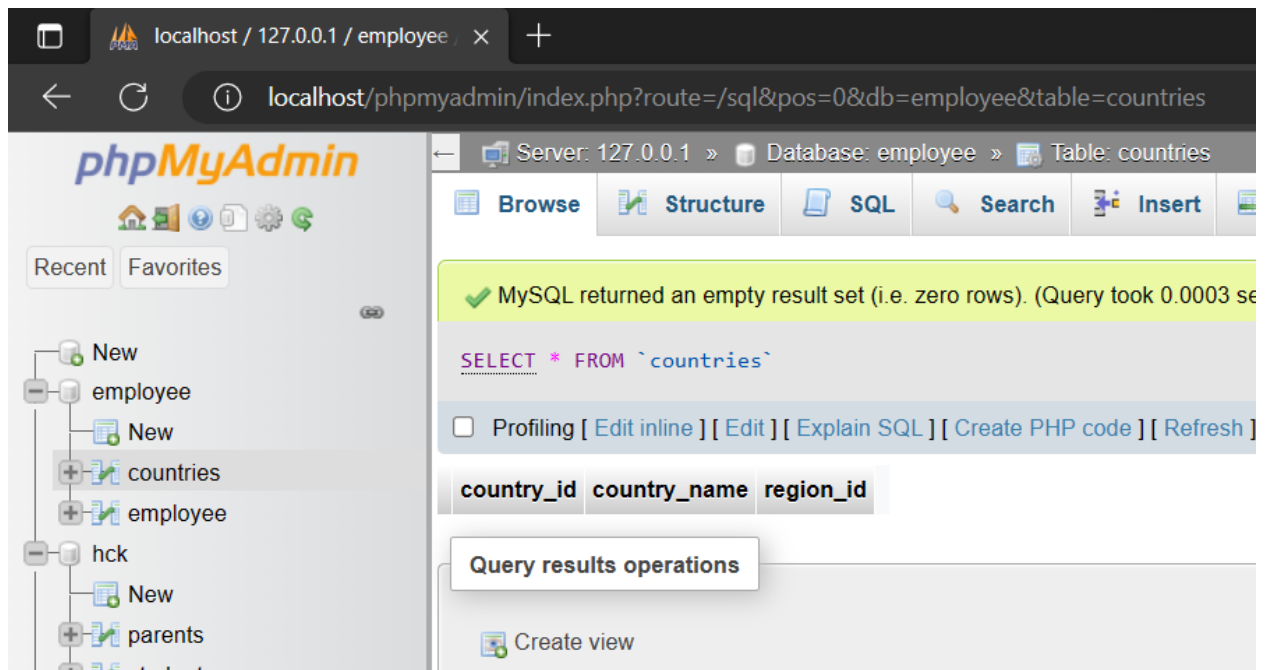 localhost / 127.0.0.1 / employee /
localhost/phpmyadmin/index.php?route=/sql&pos=0&db=employee&table=countries
phpMyAdmin
Recent Favorites
New
employee
New
countries
employee
hck
New
parents
Server: 127.0.0.1 » Database: employee » Table: countries
Browse Structure SQL Search Insert
MySQL returned an empty result set (i.e. zero rows). (Query took 0.0003 se
SELECT * FROM `countries`
Profiling [ Edit inline ] [ Edit ] [ Explain SQL ] [ Create PHP code ] [ Refresh ]
country_id country_name region_id
Query results operations
Create view